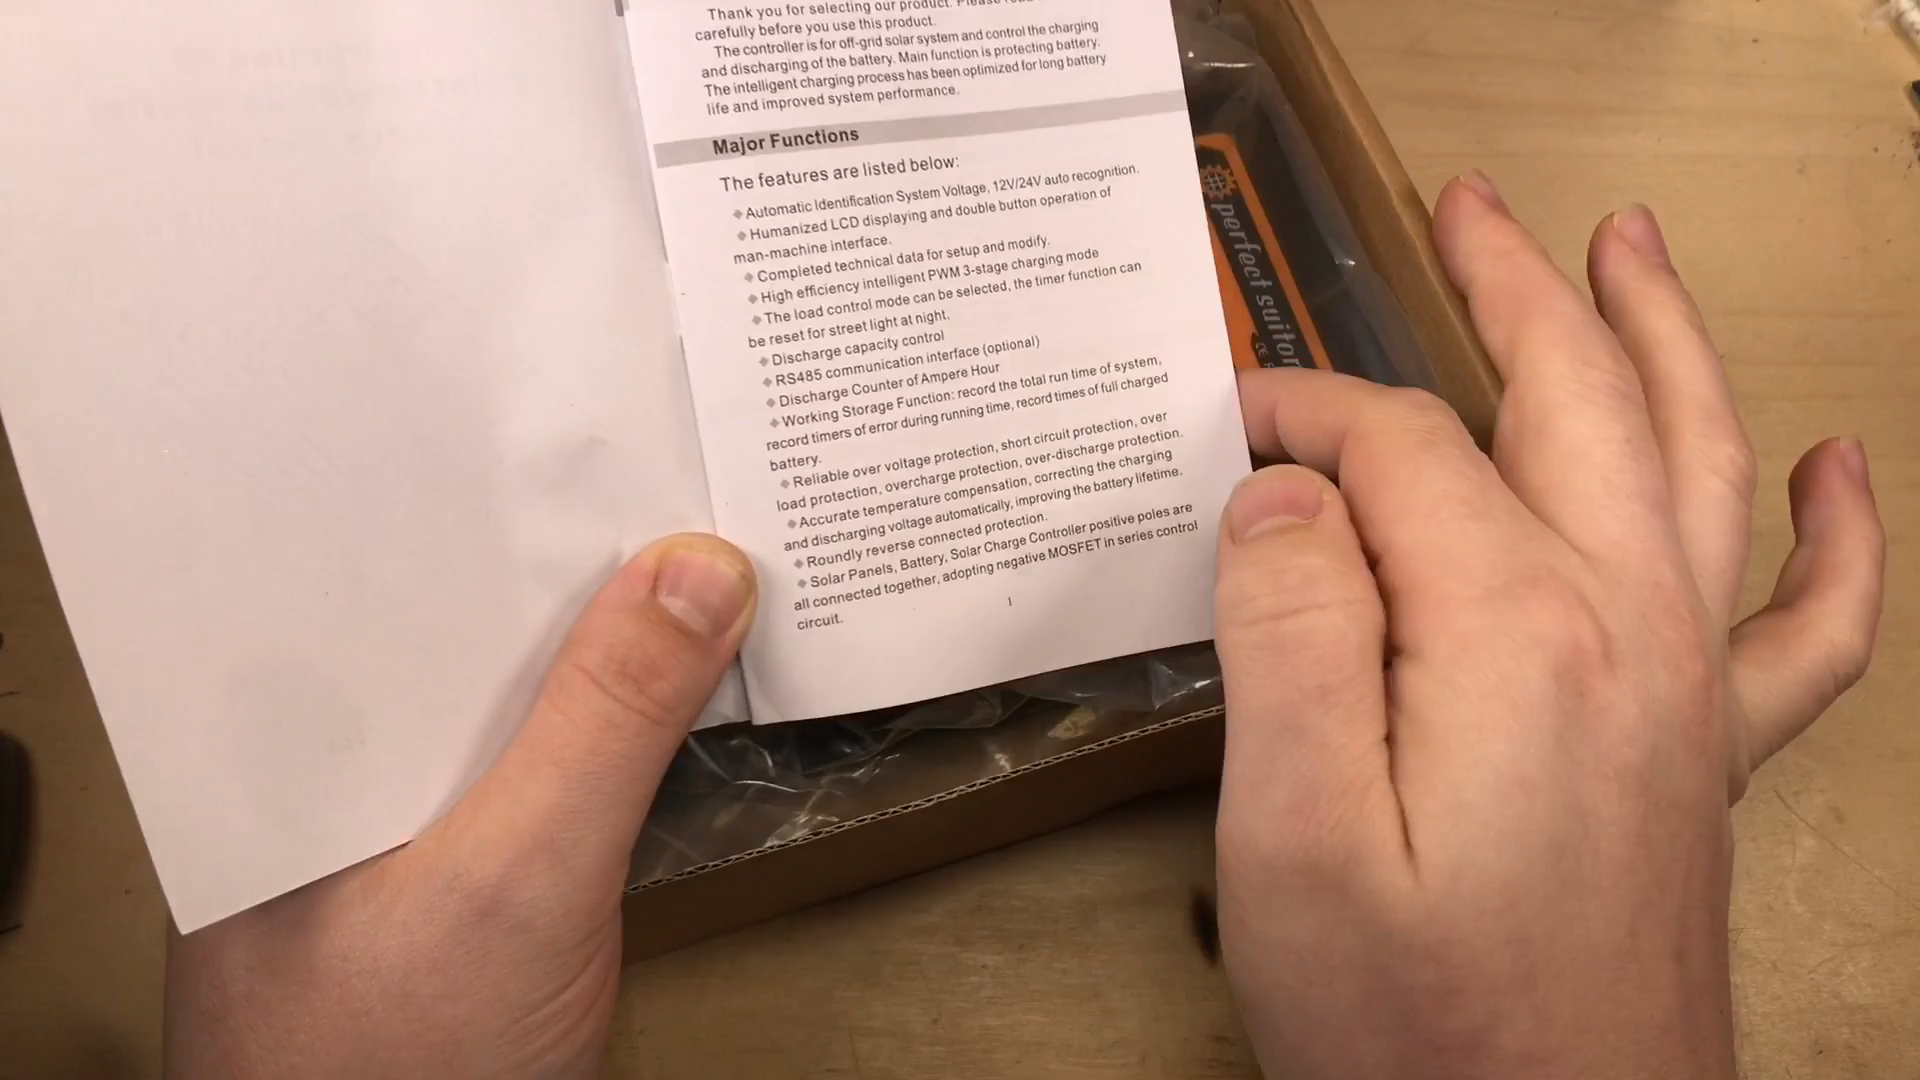 Thank you for selecting our product. Please read
carefully before you use this product.
The controller is for off-grid solar system and control the charging
and discharging of the battery. Main function is protecting battery.
The intelligent charging process has been optimized for long battery
life and improved system performance.
Major Functions
The features are listed below:
◆Automatic Identification System Voltage, 12V/24V auto recognition.
◆Humanized LCD displaying and double button operation of
man-machine interface.
◆Completed technical data for setup and modify.
◆High efficiency intelligent PWM 3-stage charging mode
◆The load control mode can be selected, the timer function can
be reset for street light at night.
◆Discharge capacity control
◆RS485 communication interface (optional)
◆Discharge Counter of Ampere Hour
◆Working Storage Function: record the total run time of system,
record timers of error during running time, record times of full charged
battery.
◆Reliable over voltage protection, short circuit protection, over
load protection, overcharge protection, over-discharge protection.
◆Accurate temperature compensation, correcting the charging
and discharging voltage automatically, improving the battery lifetime.
◆Roundly reverse connected protection.
◆Solar Panels, Battery, Solar Charge Controller positive poles are
all connected together, adopting negative MOSFET in series control
circuit.
1
perfect suitor
CE